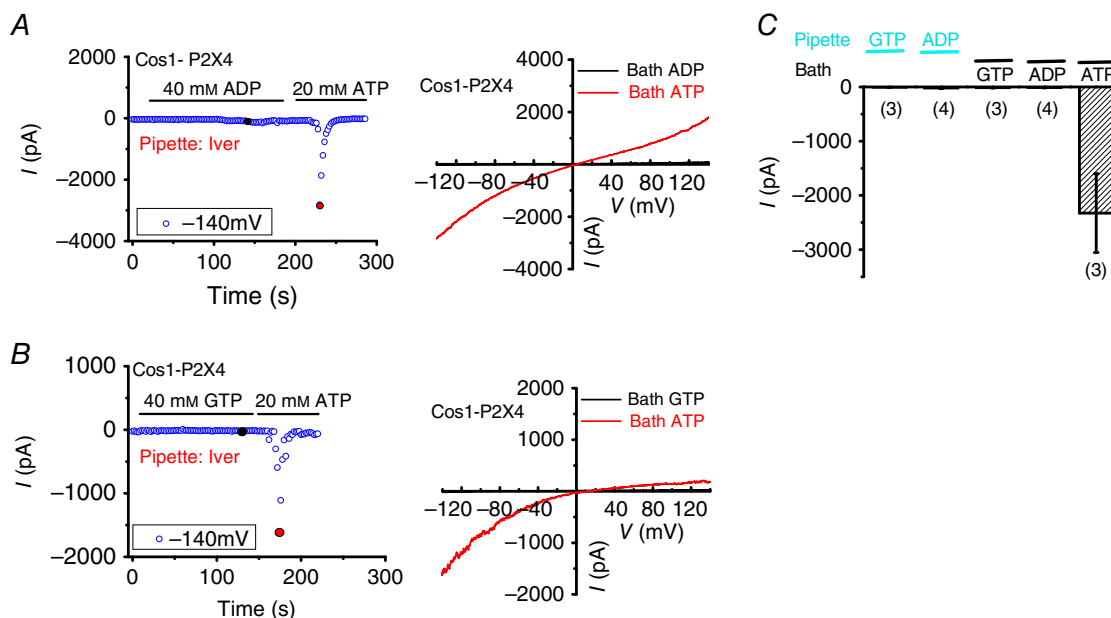 A
Cos1- P2X4
40 mM ADP 20 mM ATP
Pipette: Iver
−140mV
2000
0
−2000
−4000
I (pA)
0 100 200 300
Time (s)
Cos1-P2X4
Bath ADP
Bath ATP
4000
2000
−2000
−4000
−120 −80 −40 0 40 80 120
V (mV)
I (pA)
B
Cos1-P2X4
40 mM GTP 20 mM ATP
Pipette: Iver
−140mV
1000
0
−1000
−2000
I (pA)
0 100 200 300
Time (s)
Cos1-P2X4
Bath GTP
Bath ATP
2000
1000
−1000
−2000
−120 −80 −40 0 40 80 120
V (mV)
I (pA)
C
Pipette GTP ADP
Bath GTP ADP ATP
0
−1000
−2000
−3000
I (pA)
(3) (4) (3) (4)
(3)